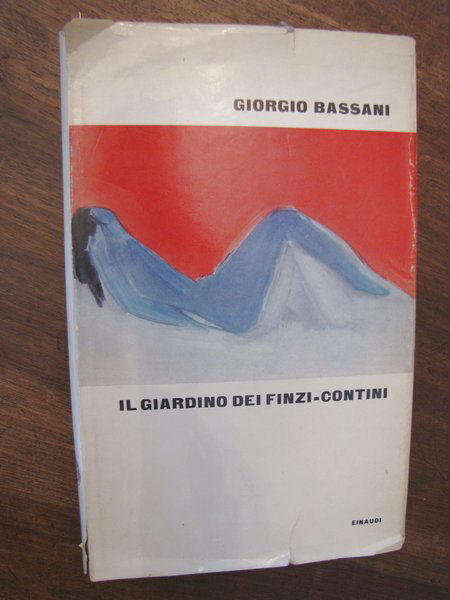 GIORGIO BASSANI
IL GIARDINO DEI FINZI-CONTINI
EINAUDI